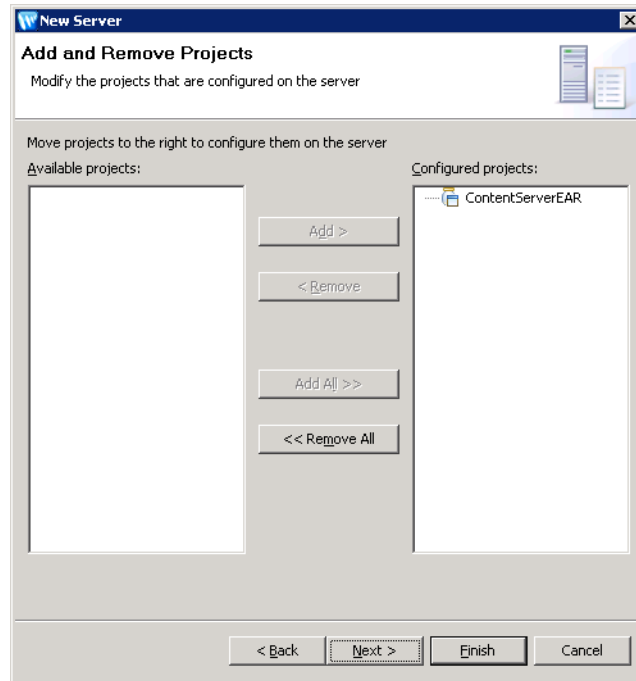 New Server
Add and Remove Projects
Modify the projects that are configured on the server
Move projects to the right to configure them on the server
Available projects:
Configured projects:
ContentServerEAR
Add >
< Remove
Add All >>
<< Remove All
< Back
Next >
Finish
Cancel